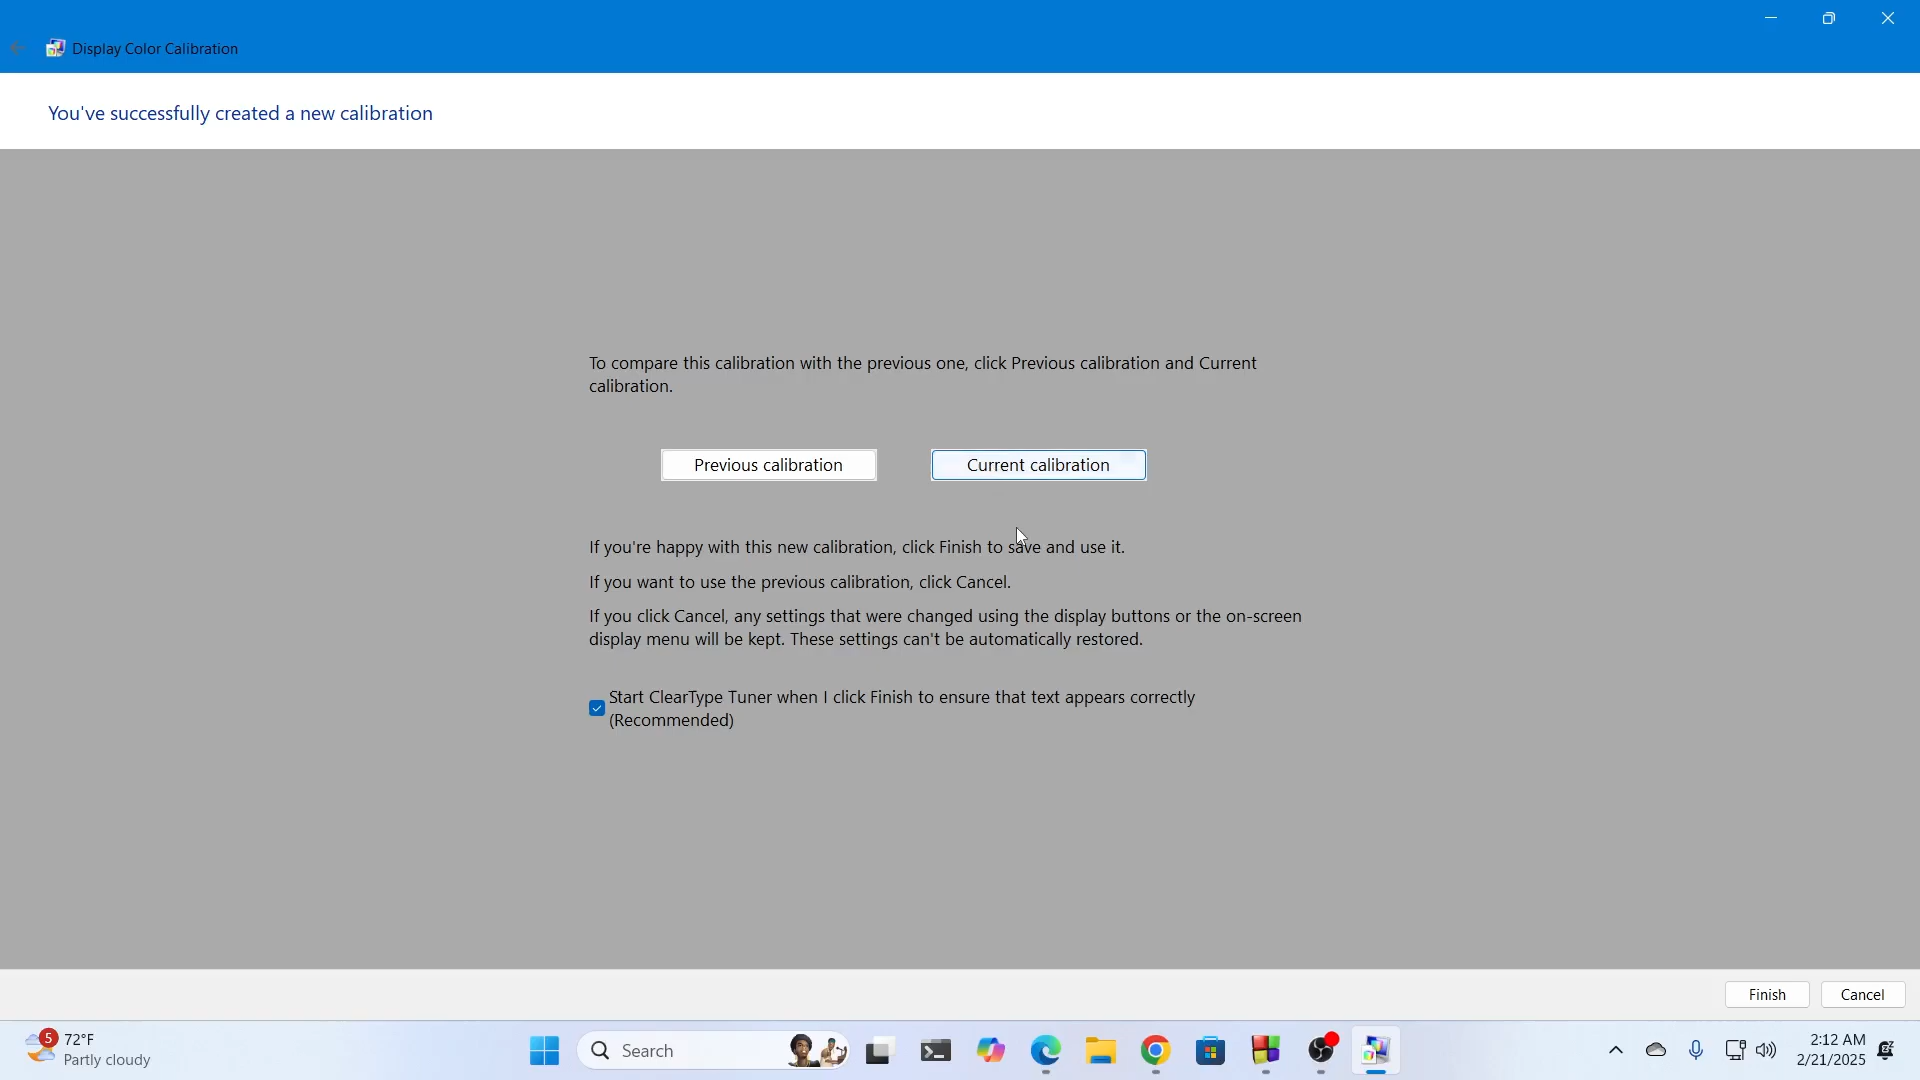 Display Color Calibration
You've successfully created a new calibration
To compare this calibration with the previous one, click Previous calibration and Current
calibration.
Previous calibration
Current calibration
If you're happy with this new calibration, click Finish to save and use it.
If you want to use the previous calibration, click Cancel.
If you click Cancel, any settings that were changed using the display buttons or the on-screen
display menu will be kept. These settings can't be automatically restored.
Start ClearType Tuner when I click Finish to ensure that text appears correctly
(Recommended)
Finish
Cancel
5
72°F
Partly cloudy
Search
2:12 AM
2/21/2025